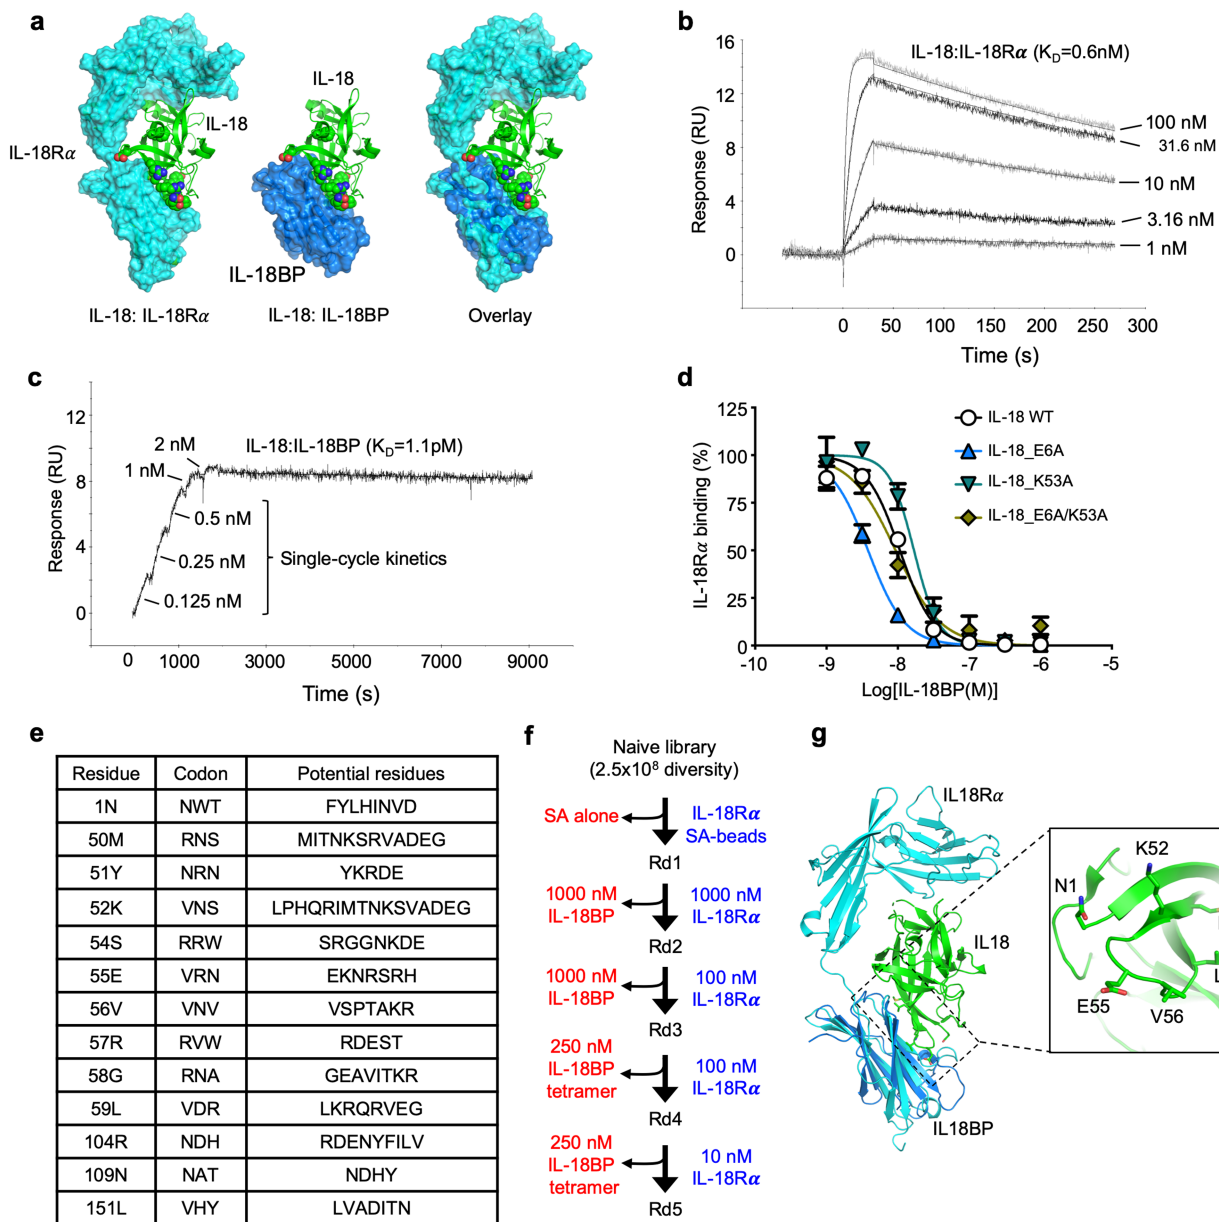 a
IL-18Rα
IL-18
IL-18
IL-18BP
IL-18: IL-18Rα
IL-18: IL-18BP
Overlay
b
IL-18:IL-18Rα (KD=0.6nM)
Response (RU)
16
12
8
4
0
100 nM
31.6 nM
10 nM
3.16 nM
1 nM
0 50 100 150 200 250 300
Time (s)
c
IL-18:IL-18BP (KD=1.1pM)
Response (RU)
12
8
4
0
2 nM
1 nM
0.5 nM
0.25 nM
0.125 nM
Single-cycle kinetics
0 1000 3000 5000 7000 9000
Time (s)
d
IL-18Rα binding (%)
125
100
75
50
25
0
-10 -9 -8 -7 -6 -5
Log[IL-18BP(M)]
IL-18 WT
IL-18_E6A
IL-18_K53A
IL-18_E6A/K53A
e
Residue Codon Potential residues
1N NWT FYLHINVD
50M RNS MITNKSRVADEG
51Y NRN YKRDE
52K VNS LPHQRIMTNKSVADEG
54S RRW SRGGNKDE
55E VRN EKNRSRH
56V VNV VSPTAKR
57R RVW RDEST
58G RNA GEAVITKR
59L VDR LKRQRVEG
104R NDH RDENYFILV
109N NAT NDHY
151L VHY LVADITN
f
Naive library
(2.5x10⁸ diversity)
SA alone
IL-18Rα
SA-beads
Rd1
1000 nM
IL-18BP
1000 nM
IL-18Rα
Rd2
1000 nM
IL-18BP
100 nM
IL-18Rα
Rd3
250 nM
IL-18BP
tetramer
100 nM
IL-18Rα
Rd4
250 nM
IL-18BP
tetramer
10 nM
IL-18Rα
Rd5
g
IL18Rα
IL18
IL18BP
K52
N1
E55
V56
L